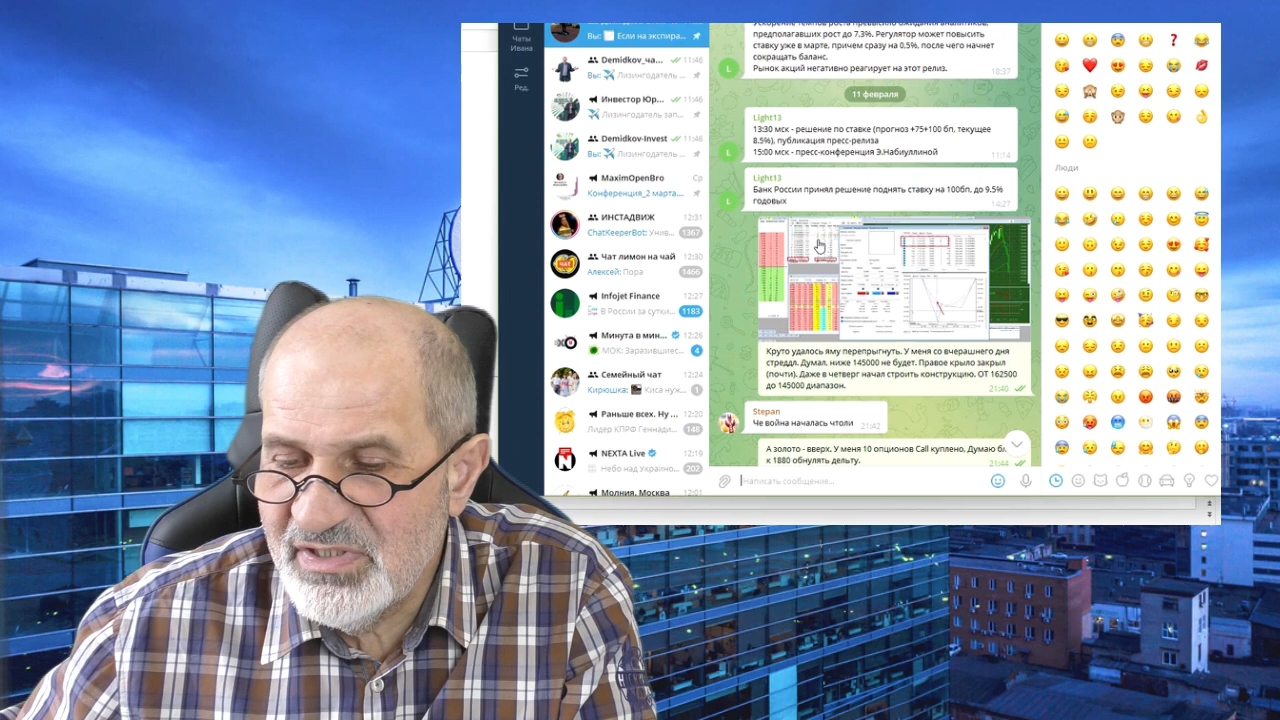 Чаты
Ивана
Ред.
Вы: Если на экспира...
Demidkov_ча... 11:46
Вы: Лизингодатель ...
Инвестор Юр... 11:46
Лизингодатель зап...
Demidkov-Invest 11:46
Вы: Лизингодатель ...
MaximOpenBro Ср
Конференция_2 марта...
ИНСТАДВИЖ 12:31
ChatKeeperBot: Унив... 1367
Чат лимон на чай 12:30
Алексей: Пора 1466
Infojet Finance 12:27
В России за сутки... 1183
Минута в мин... 12:26
МОК: Заразившиес... 4
Семейный чат 12:24
Кирюшка: Киса нуж... 1
Раньше всех. Ну ... 12:20
Лидер КПРФ Геннади... 148
NEXTA Live 12:19
Небо над Украино... 202
Молния. Москва 12:01
Ускорение темпов роста превысило ожидания аналитиков,
предполагавших рост до 7,3%. Регулятор может повысить
ставку уже в марте, причем сразу на 0,5%, после чего начнет
сокращать баланс.
Рынок акций негативно реагирует на этот релиз.
18:37
11 февраля
Light13
13:30 мск - решение по ставке (прогноз +75+100 бп, текущее
8.5%), публикация пресс-релиза
15:00 мск - пресс-конференция Э.Набиуллиной
11:14
Light13
Банк России принял решение поднять ставку на 100бп, до 9.5%
годовых
14:27
Круто удалось яму перепрыгнуть. У меня со вчерашнего дня
стреддл. Думал, ниже 145000 не будет. Правое крыло закрыл
(почти). Даже в четверг начал строить конструкцию. ОТ 162500
до 145000 диапазон.
21:40
Stepan
Че война началась чтоли
21:42
А золото - вверх. У меня 10 опционов Call куплено, Думаю
к 1880 обнулять дельту.
21:44
Написать сообщение...
Люди